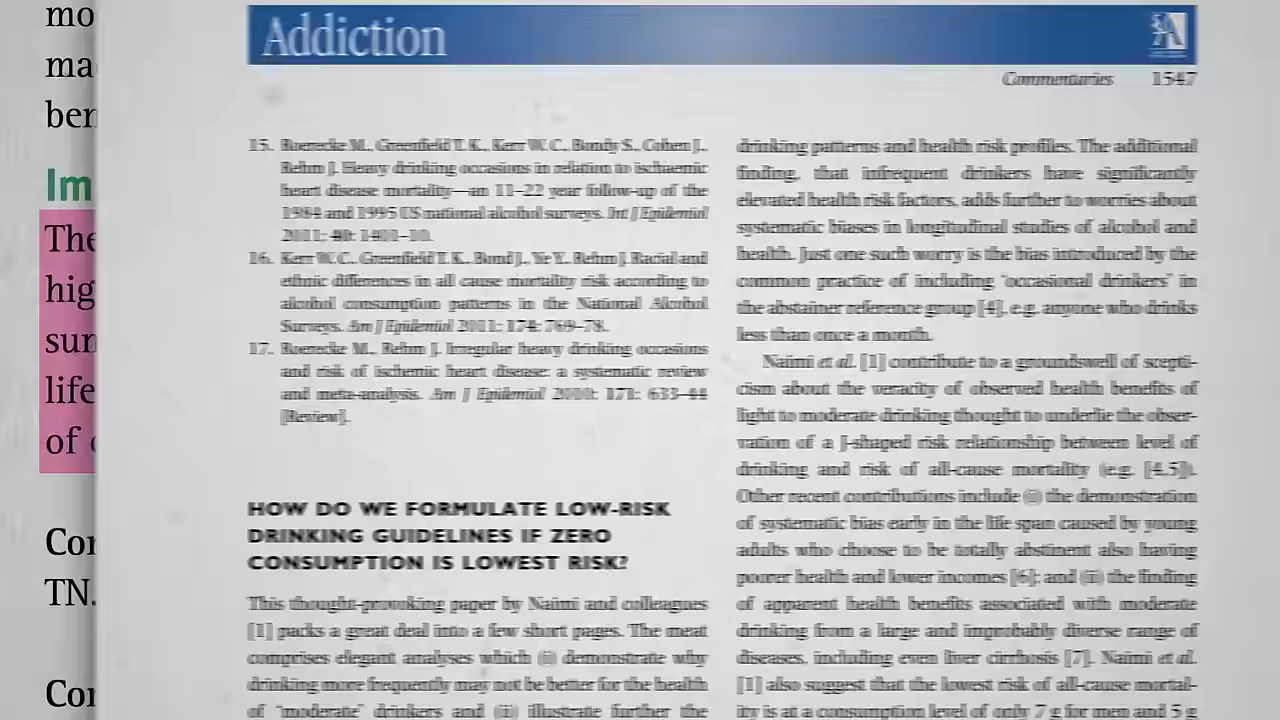 mo
ma
ber
Im
The
hig
sur
life
of
Cor
TN.
Cor
Addiction
A
Commentaries 1547
15. Roerecke M., Greenfield T. K., Kerr W. C., Bondy S., Cohen J.,
Rehm J. Heavy drinking occasions in relation to ischaemic
heart disease mortality—an 11–22 year follow-up of the
1984 and 1995 US national alcohol surveys. Int J Epidemiol
2011; 40: 1401–10.
16. Kerr W. C., Greenfield T. K., Bond J., Ye Y., Rehm J. Racial and
ethnic differences in all cause mortality risk according to
alcohol consumption patterns in the National Alcohol
Surveys. Am J Epidemiol 2011; 174: 769–78.
17. Roerecke M., Rehm J. Irregular heavy drinking occasions
and risk of ischemic heart disease: a systematic review
and meta-analysis. Am J Epidemiol 2010; 171: 633–44
[Review].
HOW DO WE FORMULATE LOW-RISK
DRINKING GUIDELINES IF ZERO
CONSUMPTION IS LOWEST RISK?
This thought-provoking paper by Naimi and colleagues
[1] packs a great deal into a few short pages. The meat
comprises elegant analyses which (i) demonstrate why
drinking more frequently may not be better for the health
of ‘moderate’ drinkers and (ii) illustrate further the
drinking patterns and health risk profiles. The additional
finding, that infrequent drinkers have significantly
elevated health risk factors, adds further to worries about
systematic biases in longitudinal studies of alcohol and
health. Just one such worry is the bias introduced by the
common practice of including ‘occasional drinkers’ in
the abstainer reference group [4], e.g. anyone who drinks
less than once a month.
Naimi et al. [1] contribute to a groundswell of scepti-
cism about the veracity of observed health benefits of
light to moderate drinking thought to underlie the obser-
vation of a J-shaped risk relationship between level of
drinking and risk of all-cause mortality (e.g. [4,5]).
Other recent contributions include (i) the demonstration
of systematic bias early in the life span caused by young
adults who choose to be totally abstinent also having
poorer health and lower incomes [6]; and (ii) the finding
of apparent health benefits associated with moderate
drinking from a large and improbably diverse range of
diseases, including even liver cirrhosis [7]. Naimi et al.
[1] also suggest that the lowest risk of all-cause mortal-
ity is at a consumption level of only 7 g for men and 5 g